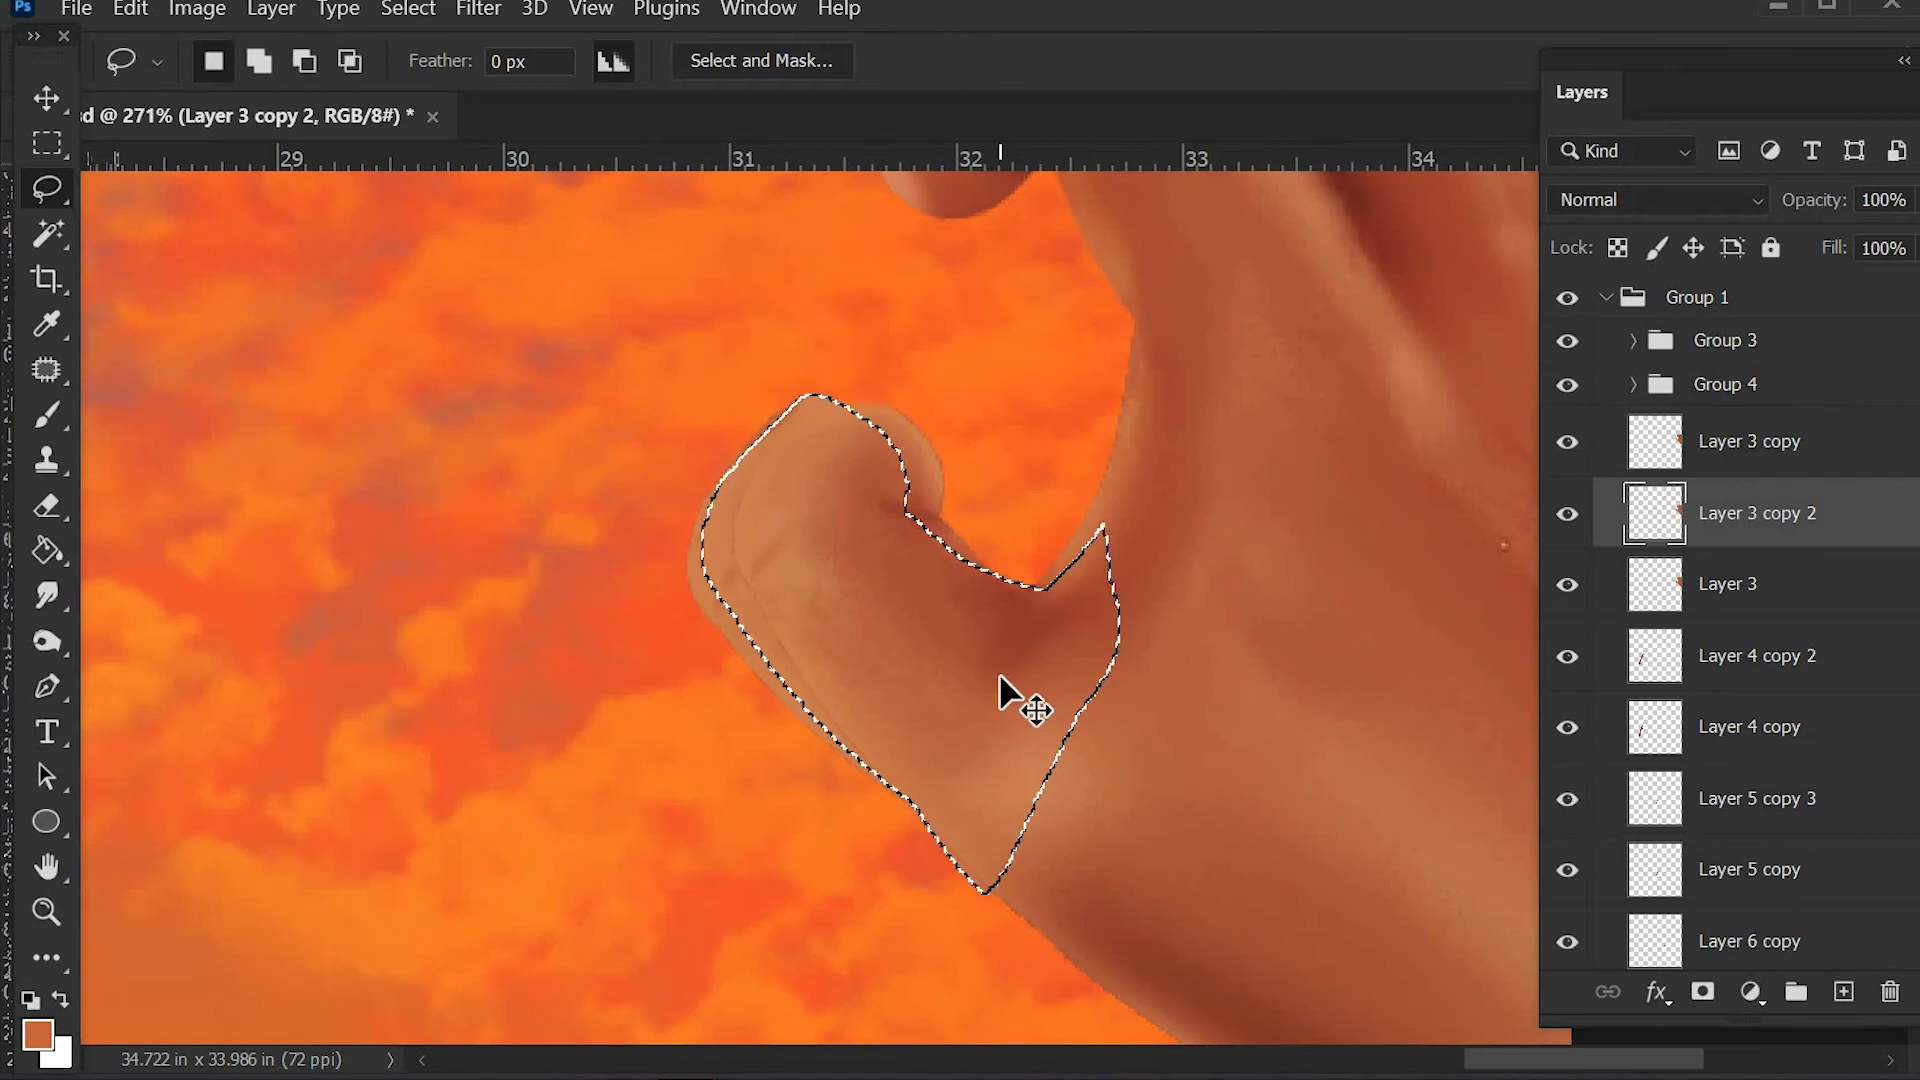 Ps File Edit Image Layer Type Select Filter 3D View Plugins Window Help
Feather: 0 px Select and Mask...
Layers
d @ 271% (Layer 3 copy 2, RGB/8#) *
29 30 31 32 33 34
Kind
Normal Opacity: 100%
Lock: Fill: 100%
Group 1
Group 3
Group 4
Layer 3 copy
Layer 3 copy 2
Layer 3
Layer 4 copy 2
Layer 4 copy
Layer 5 copy 3
Layer 5 copy
Layer 6 copy
fx
34.722 in x 33.986 in (72 ppi)